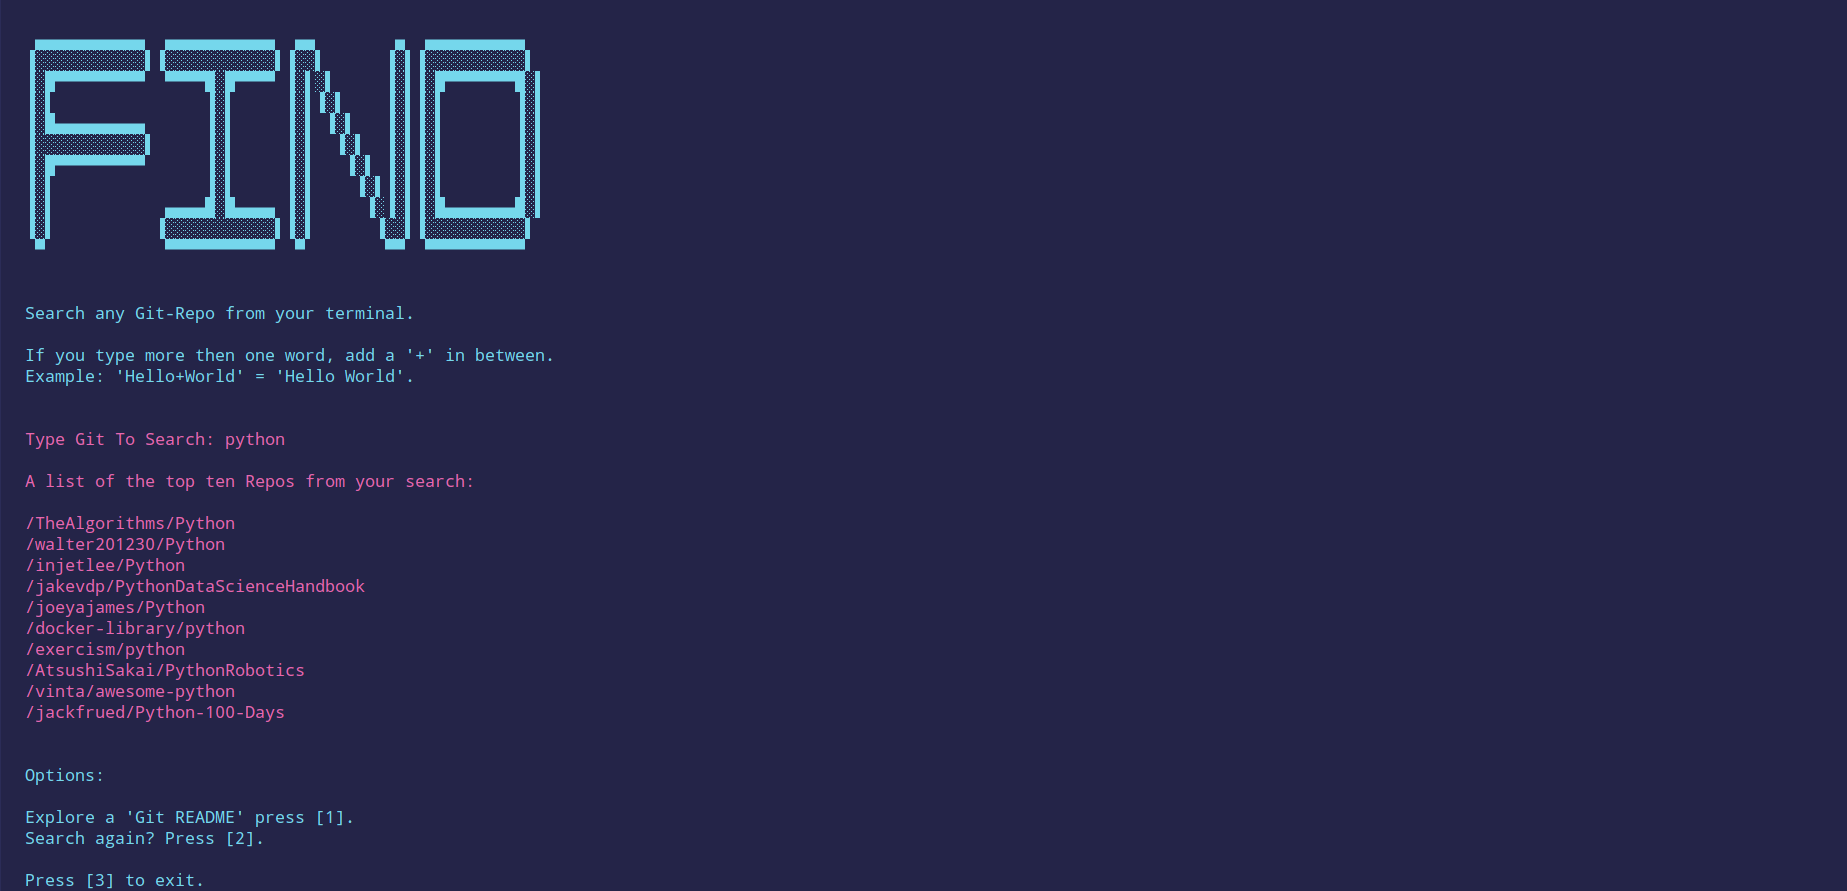 FIND
Search any Git-Repo from your terminal.
If you type more then one word, add a '+' in between.
Example: 'Hello+World' = 'Hello World'.
Type Git To Search: python
A list of the top ten Repos from your search:
/TheAlgorithms/Python
/walter201230/Python
/injetlee/Python
/jakevdp/PythonDataScienceHandbook
/joeyajames/Python
/docker-library/python
/exercism/python
/AtsushiSakai/PythonRobotics
/vinta/awesome-python
/jackfrued/Python-100-Days
Options:
Explore a 'Git README' press [1].
Search again? Press [2].
Press [3] to exit.